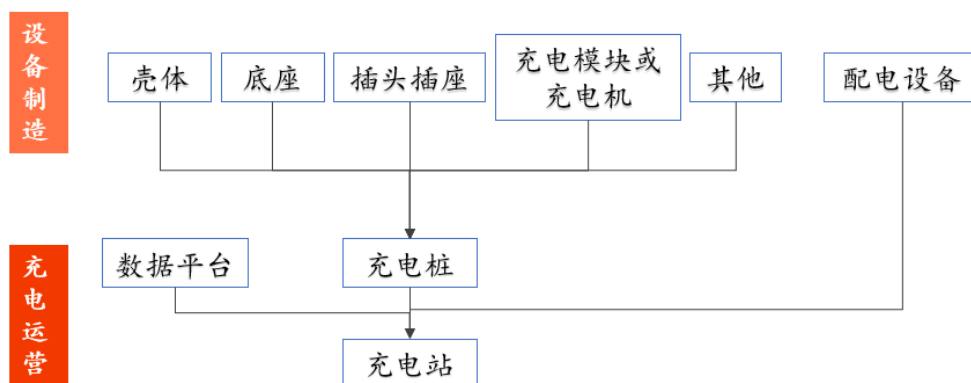 设备制造
壳体
底座
插头插座
充电模块或
充电机
其他
配电设备
充电运营
数据平台
充电桩
充电站